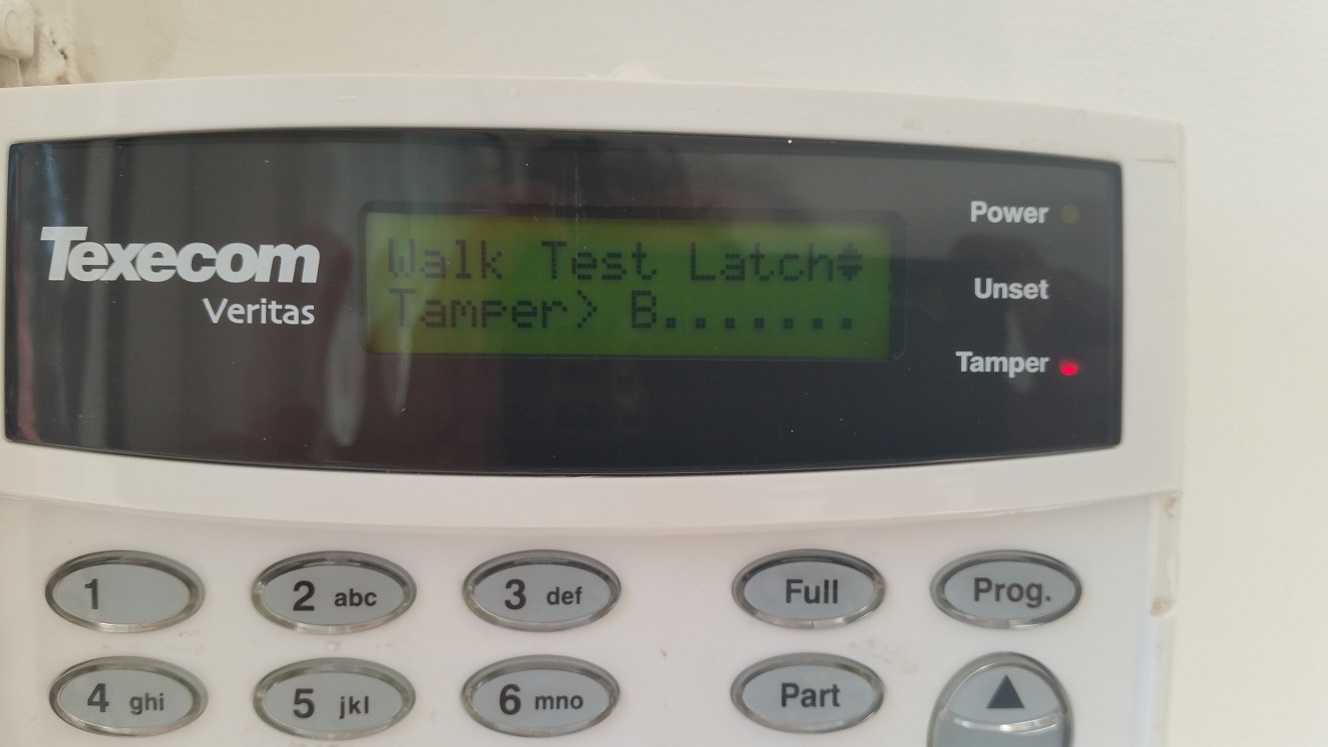 Texecom
Veritas
Walk Test Latch
Tamper> B.......
Power
Unset
Tamper
1
2 abc
3 def
Full
Prog.
4 ghi
5 jkl
6 mno
Part